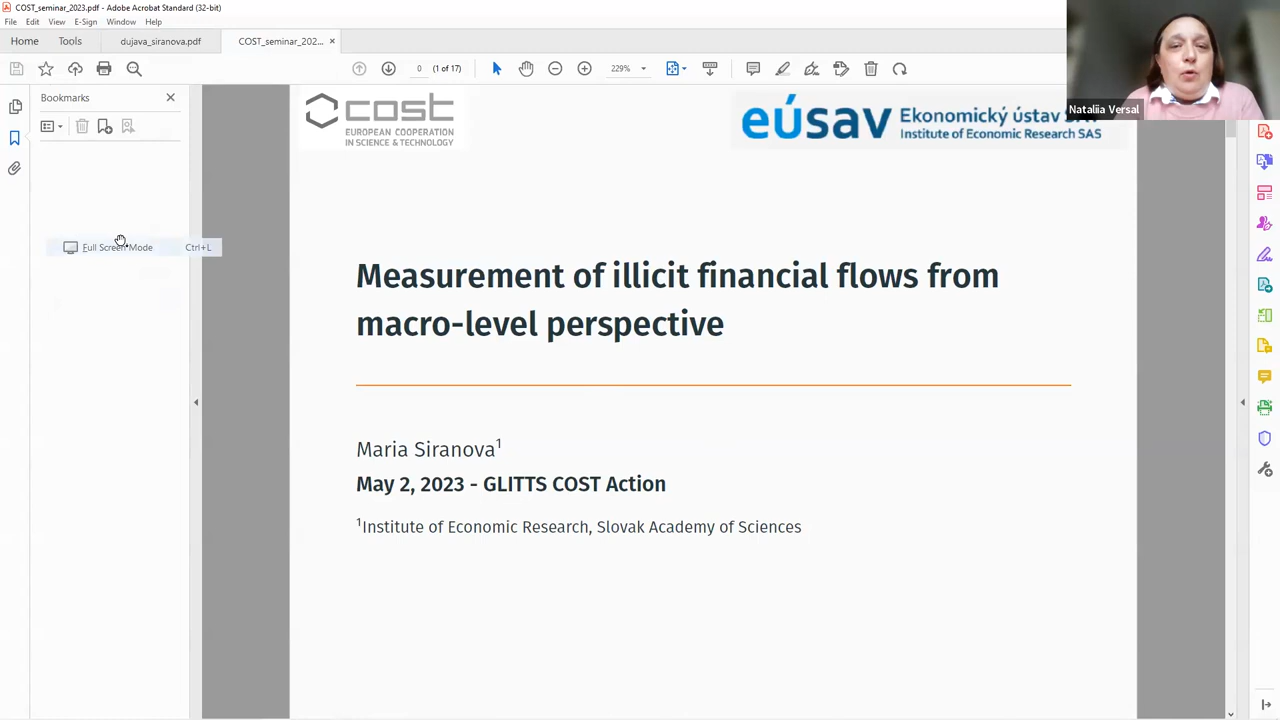 COST_seminar_2023.pdf - Adobe Acrobat Standard (32-bit)
File Edit View E-Sign Window Help
Home Tools dujava_siranova.pdf COST_seminar_202... ×
0 (1 of 17) 229%
Nataliia Versal
Bookmarks
cost
EUROPEAN COOPERATION
IN SCIENCE & TECHNOLOGY
eúsav
Ekonomický ústav SAV
Institute of Economic Research SAS
Full Screen Mode Ctrl+L
Measurement of illicit financial flows from
macro-level perspective
Maria Siranova¹
May 2, 2023 - GLITTS COST Action
¹Institute of Economic Research, Slovak Academy of Sciences